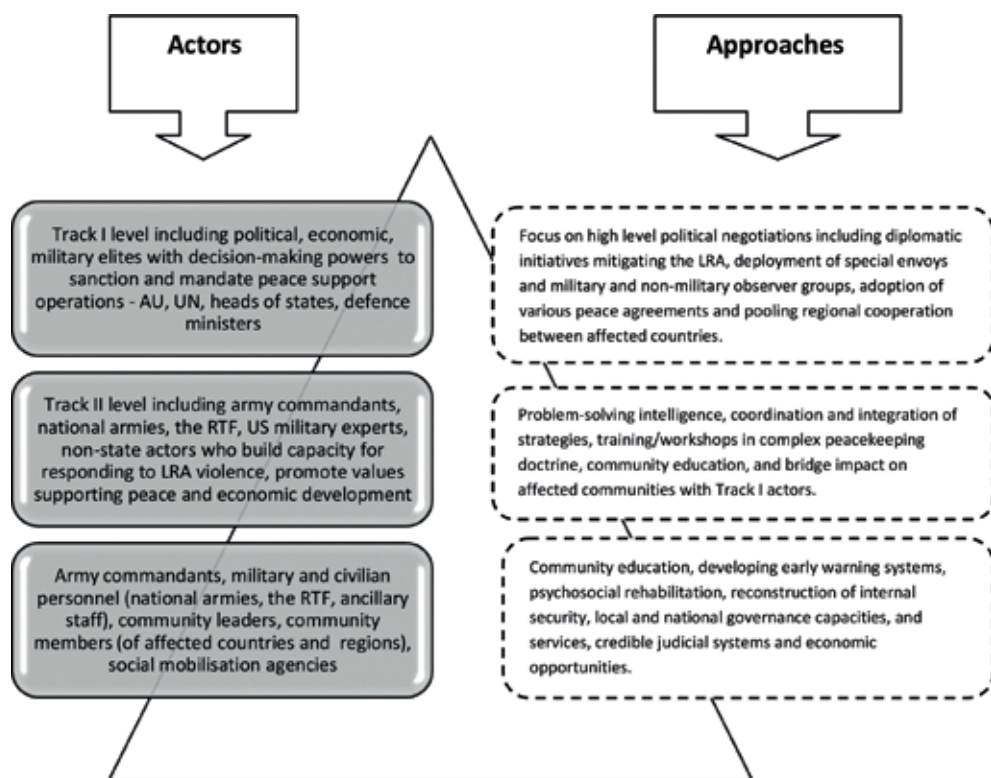 Actors
Approaches
Track I level including political, economic,
military elites with decision-making powers to
sanction and mandate peace support
operations - AU, UN, heads of states, defence
ministers
Focus on high level political negotiations including diplomatic
initiatives mitigating the LRA, deployment of special envoys
and military and non-military observer groups, adoption of
various peace agreements and pooling regional cooperation
between affected countries.
Track II level including army commandants,
national armies, the RTF, US military experts,
non-state actors who build capacity for
responding to LRA violence, promote values
supporting peace and economic development
Problem-solving intelligence, coordination and integration of
strategies, training/workshops in complex peacekeeping
doctrine, community education, and bridge impact on
affected communities with Track I actors.
Army commandants, military and civilian
personnel (national armies, the RTF, ancillary
staff), community leaders, community
members (of affected countries and regions),
social mobilisation agencies
Community education, developing early warning systems,
psychosocial rehabilitation, reconstruction of internal
security, local and national governance capacities, and
services, credible judicial systems and economic
opportunities.